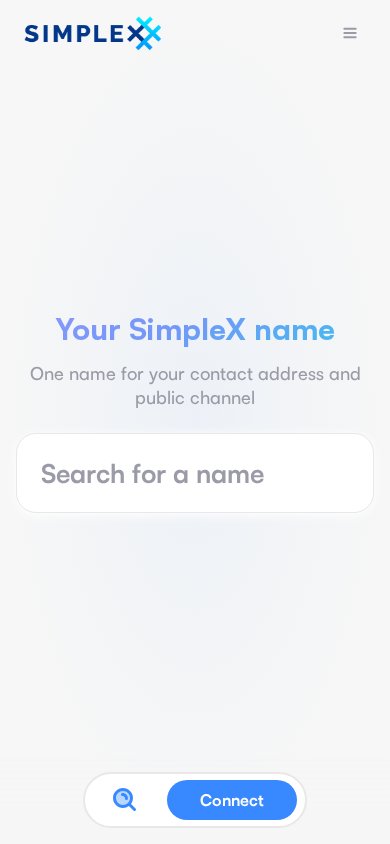 SIMPLEX
Your SimpleX name
One name for your contact address and
public channel
Search for a name
Connect